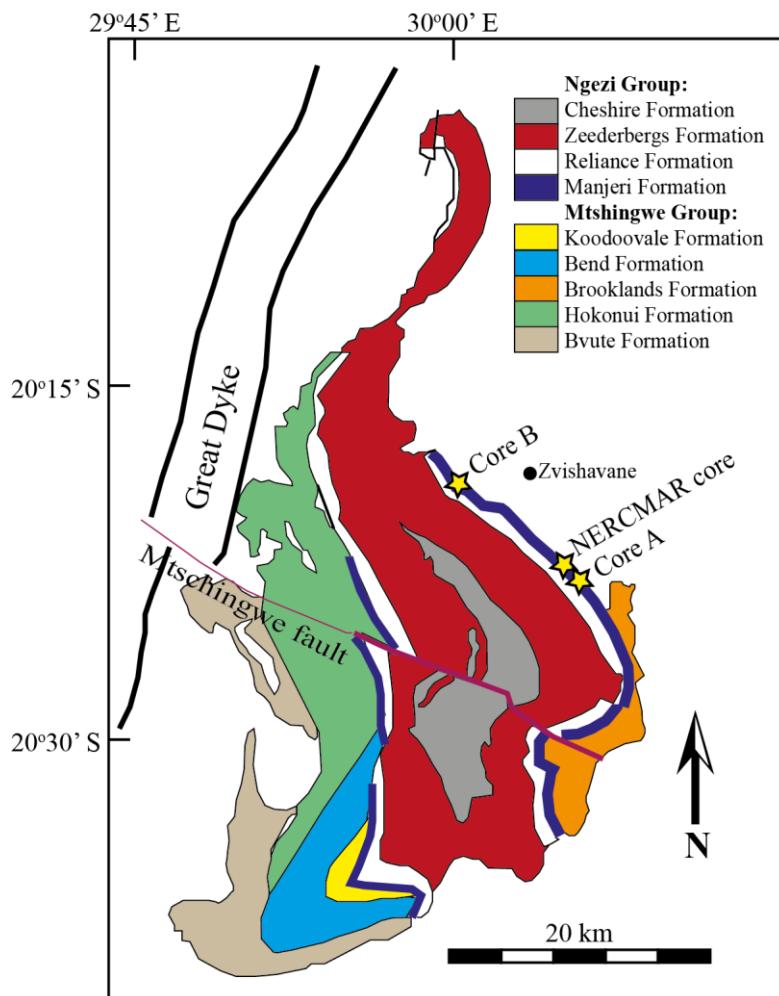 29°45’ E
30°00’ E
Ngezi Group:
Cheshire Formation
Zeederbergs Formation
Reliance Formation
Manjeri Formation
Mtshingwe Group:
Koodoovale Formation
Bend Formation
Brooklands Formation
Hokonui Formation
Bvute Formation
20°15’ S
Great Dyke
Core B
Zvishavane
NERCMAR core
Core A
Mtschingwe fault
20°30’ S
N
20 km